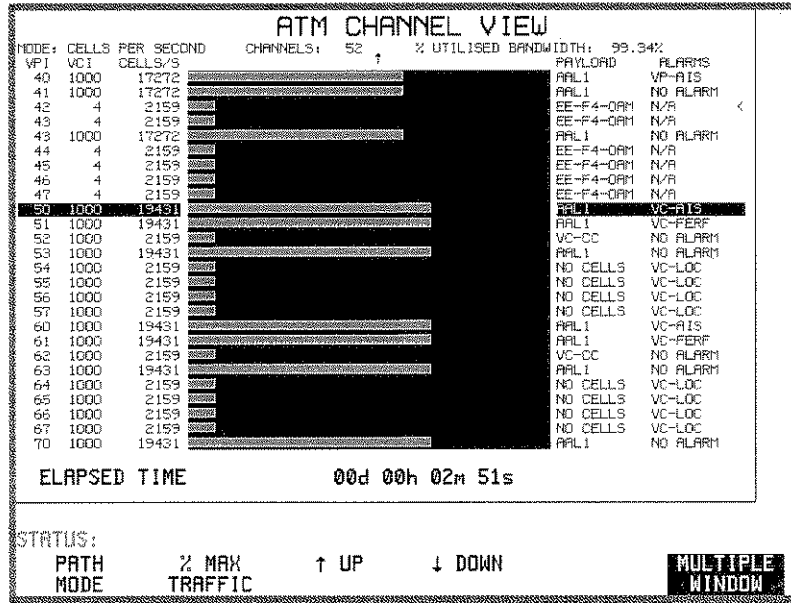 ATM CHANNEL VIEW
MODE: CELLS PER SECOND CHANNELS: 52 % UTILISED BANDWIDTH: 99.34%
VPI VCI CELLS/S ↑ PAYLOAD ALARMS
40 1000 17272 AAL1 VP-AIS
41 1000 17272 AAL1 NO ALARM
42 4 2159 EE-F4-OAM N/A <
43 4 2159 EE-F4-OAM N/A
43 1000 17272 AAL1 NO ALARM
44 4 2159 EE-F4-OAM N/A
45 4 2159 EE-F4-OAM N/A
46 4 2159 EE-F4-OAM N/A
47 4 2159 EE-F4-OAM N/A
50 1000 19431 AAL1 VC-AIS
51 1000 19431 AAL1 VC-FERF
52 1000 2159 VC-CC NO ALARM
53 1000 19431 AAL1 NO ALARM
54 1000 2159 NO CELLS VC-LOC
55 1000 2159 NO CELLS VC-LOC
56 1000 2159 NO CELLS VC-LOC
57 1000 2159 NO CELLS VC-LOC
60 1000 19431 AAL1 VC-AIS
61 1000 19431 AAL1 VC-FERF
62 1000 2159 VC-CC NO ALARM
63 1000 19431 AAL1 NO ALARM
64 1000 2159 NO CELLS VC-LOC
65 1000 2159 NO CELLS VC-LOC
66 1000 2159 NO CELLS VC-LOC
67 1000 2159 NO CELLS VC-LOC
70 1000 19431 AAL1 NO ALARM
ELAPSED TIME 00d 00h 02m 51s
STATUS:
PATH % MAX ↑ UP ↓ DOWN MULTIPLE
MODE TRAFFIC WINDOW